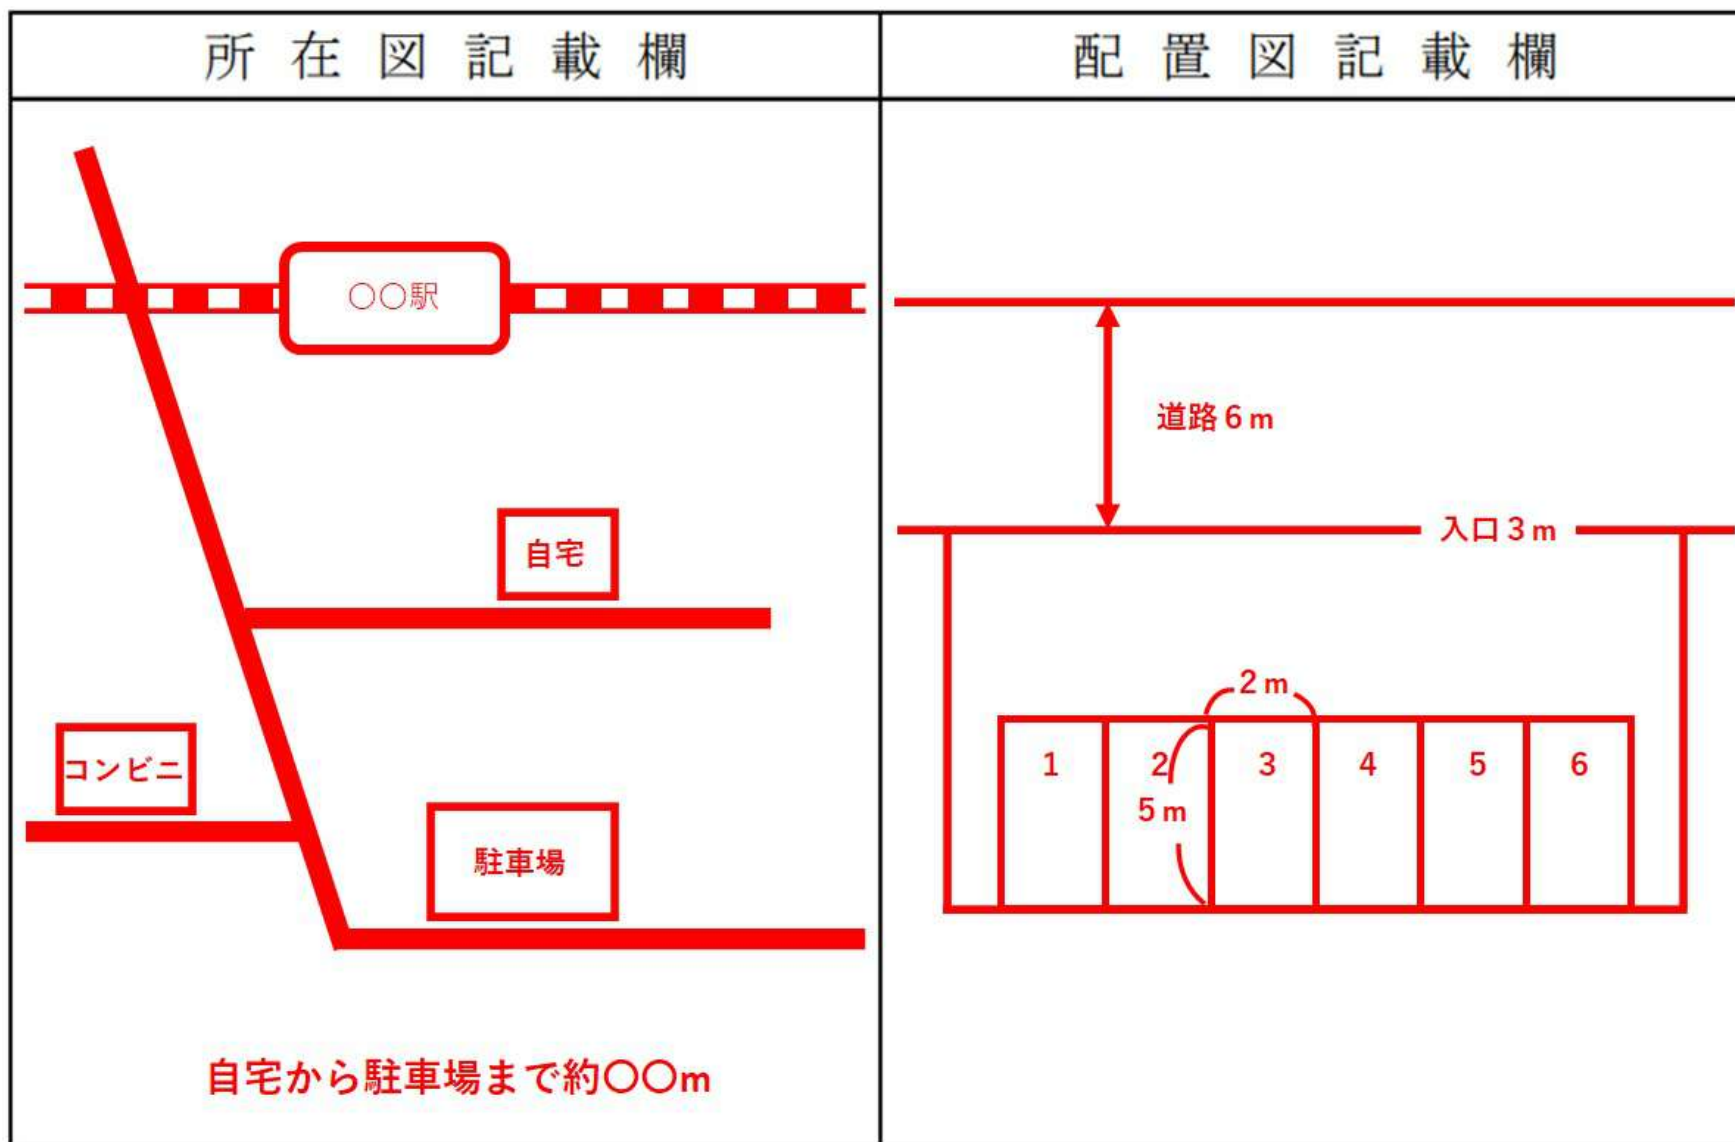 所在図記載欄
配置図記載欄
〇〇駅
自宅
コンビニ
駐車場
自宅から駐車場まで約〇〇m
道路6m
入口3m
2m
1 2 3 4 5 6
5m